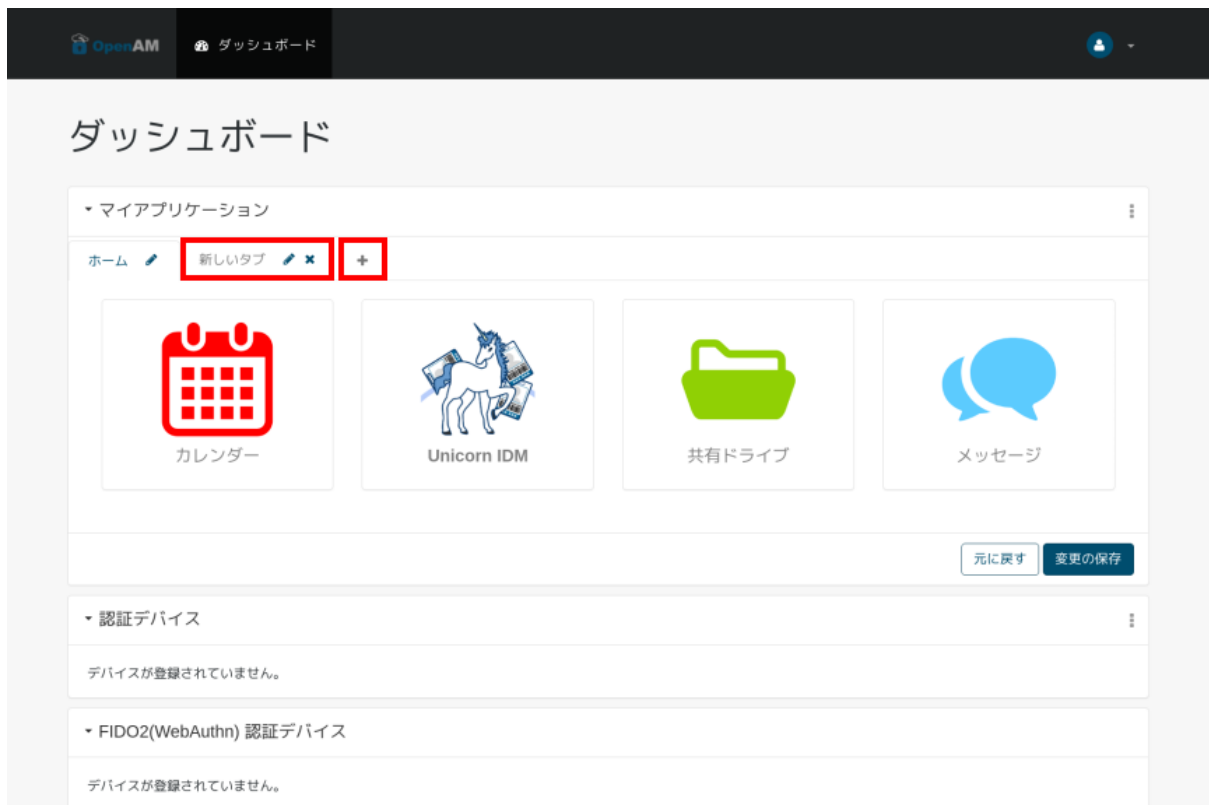 OpenAM ダッシュボード
ダッシュボード
マイアプリケーション
ホーム 新しいタブ
カレンダー Unicorn IDM 共有ドライブ メッセージ
元に戻す 変更の保存
認証デバイス
デバイスが登録されていません。
FIDO2(WebAuthn) 認証デバイス
デバイスが登録されていません。